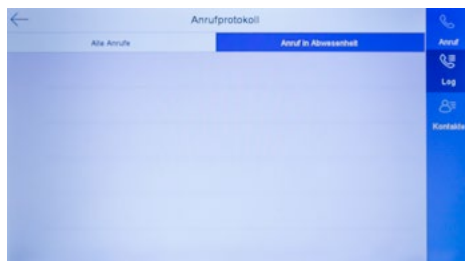 Anrufprotokoll
Alle Anrufe
Anruf in Abwesenheit
Anruf
Log
Kontakte